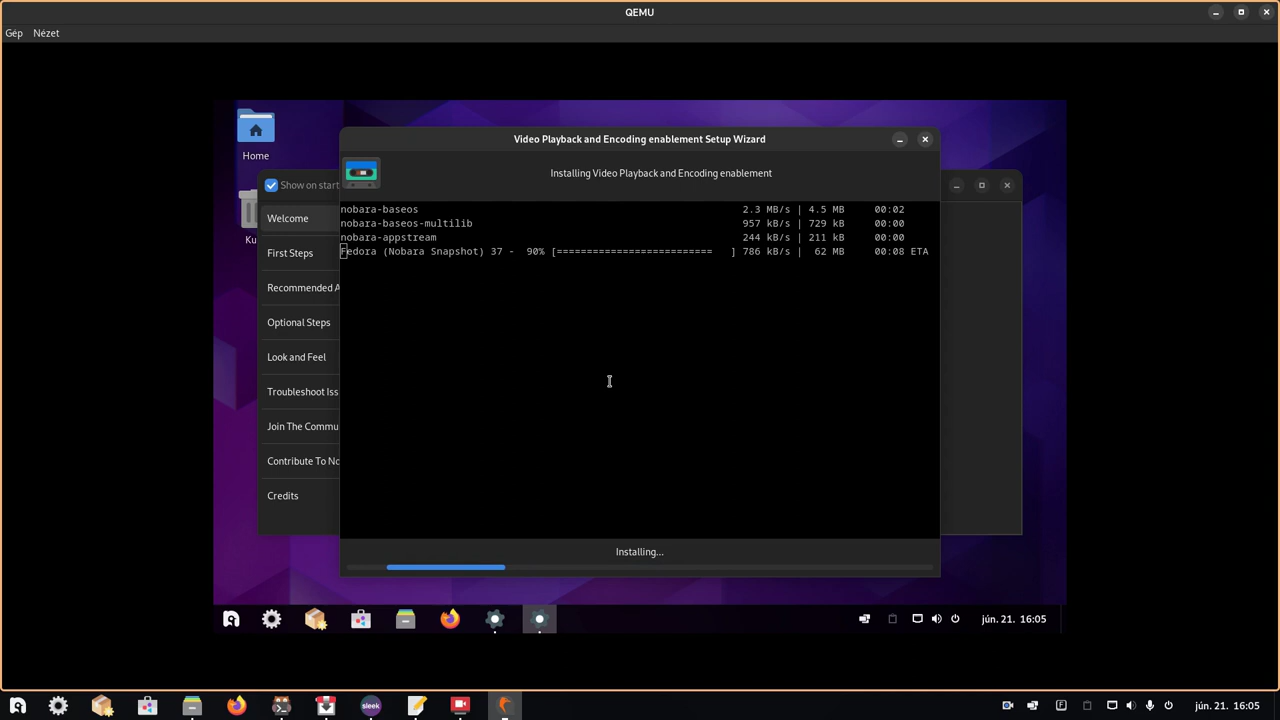 QEMU
Gép Nézet
Home
Video Playback and Encoding enablement Setup Wizard
Installing Video Playback and Encoding enablement
Show on start
Ku
Welcome
First Steps
Recommended A
Optional Steps
Look and Feel
Troubleshoot Iss
Join The Commu
Contribute To No
Credits
nobara-baseos 2.3 MB/s | 4.5 MB 00:02
nobara-baseos-multilib 957 kB/s | 729 kB 00:00
nobara-appstream 244 kB/s | 211 kB 00:00
Fedora (Nobara Snapshot) 37 - 90% [========================== ] 786 kB/s | 62 MB 00:08 ETA
Installing...
jún. 21. 16:05
sleek
jún. 21. 16:05